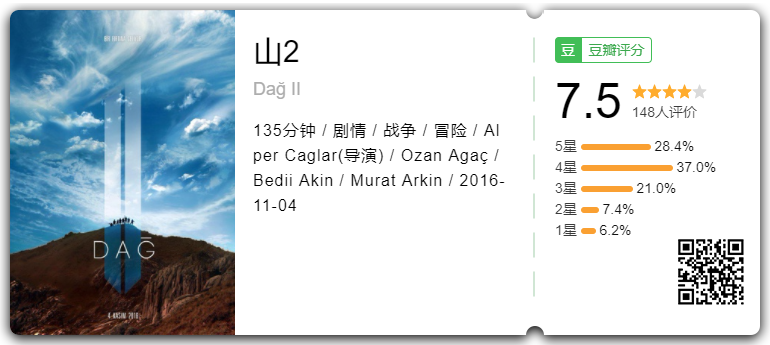 山2
Dağ II
135分钟 / 剧情 / 战争 / 冒险 / Al
per Caglar(导演) / Ozan Agaç /
Bedii Akin / Murat Arkin / 2016-
11-04
豆 豆瓣评分
7.5
148人评价
5星 28.4%
4星 37.0%
3星 21.0%
2星 7.4%
1星 6.2%
II
DAĞ